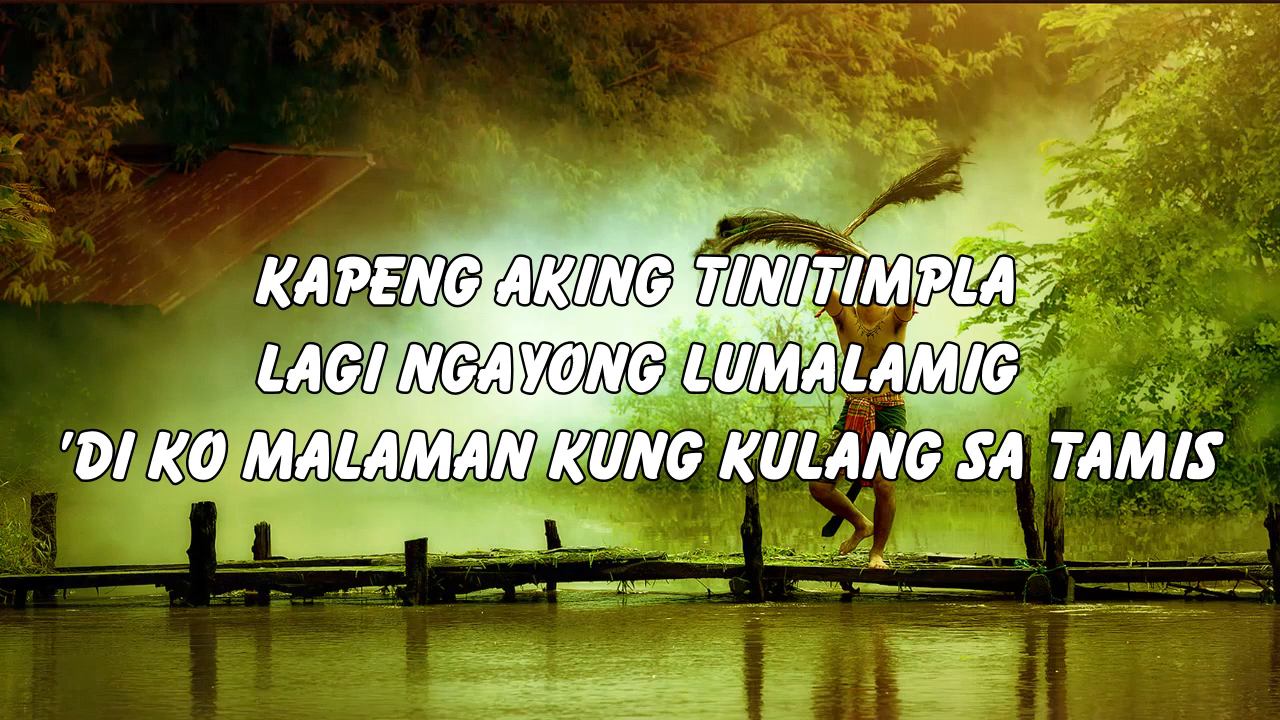 KAPENG AKING TINITIMPLA
LAGI NGAYONG LUMALAMIG
'DI KO MALAMAN KUNG KULANG SA TAMIS